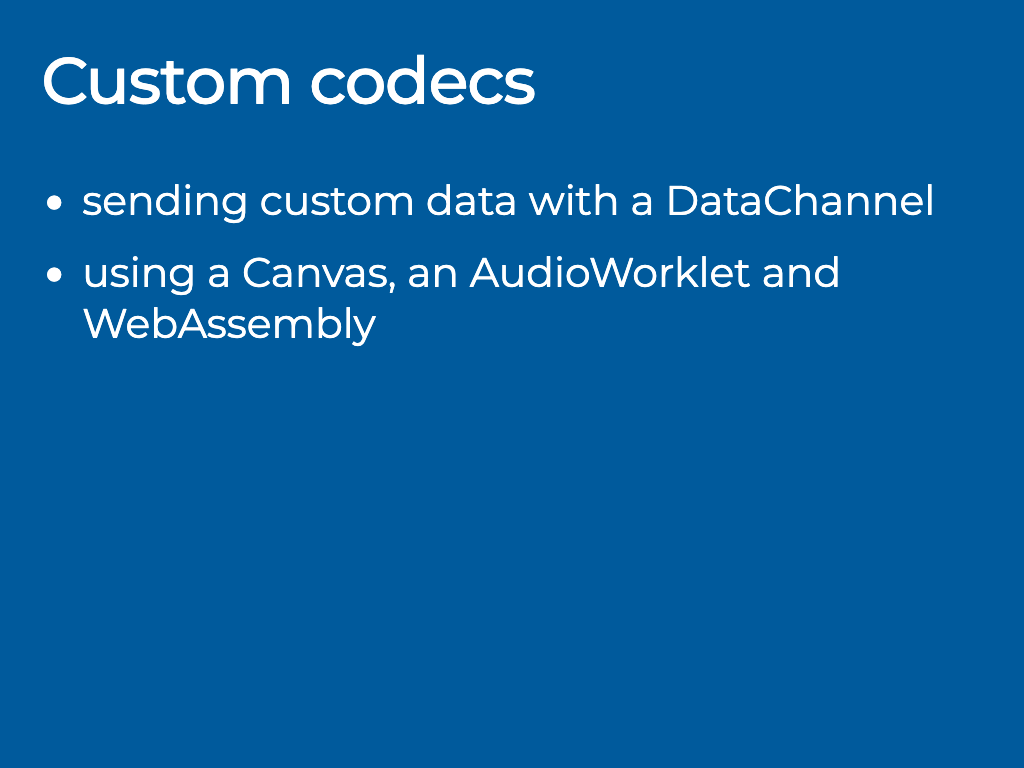 Custom codecs
• sending custom data with a DataChannel
• using a Canvas, an AudioWorklet and
WebAssembly